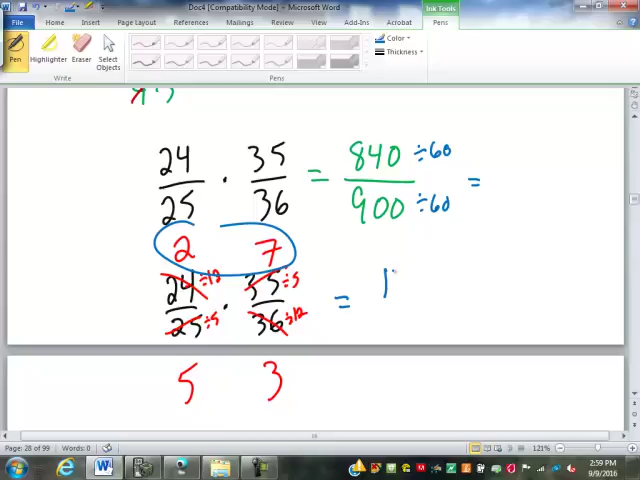 Doc4 [Compatibility Mode] - Microsoft Word
Ink Tools
File Home Insert Page Layout References Mailings Review View Add-Ins Acrobat Pens
Pen Highlighter Eraser Select Objects
Color
Thickness
Write Pens
24/25 · 35/36 = 840/900 ÷60 ÷60 =
2 7
24 ÷12 · 35 ÷5
25 ÷5 36 ÷12 = 1
5 3
Page: 28 of 99 Words: 0 121%
2:59 PM
9/9/2016